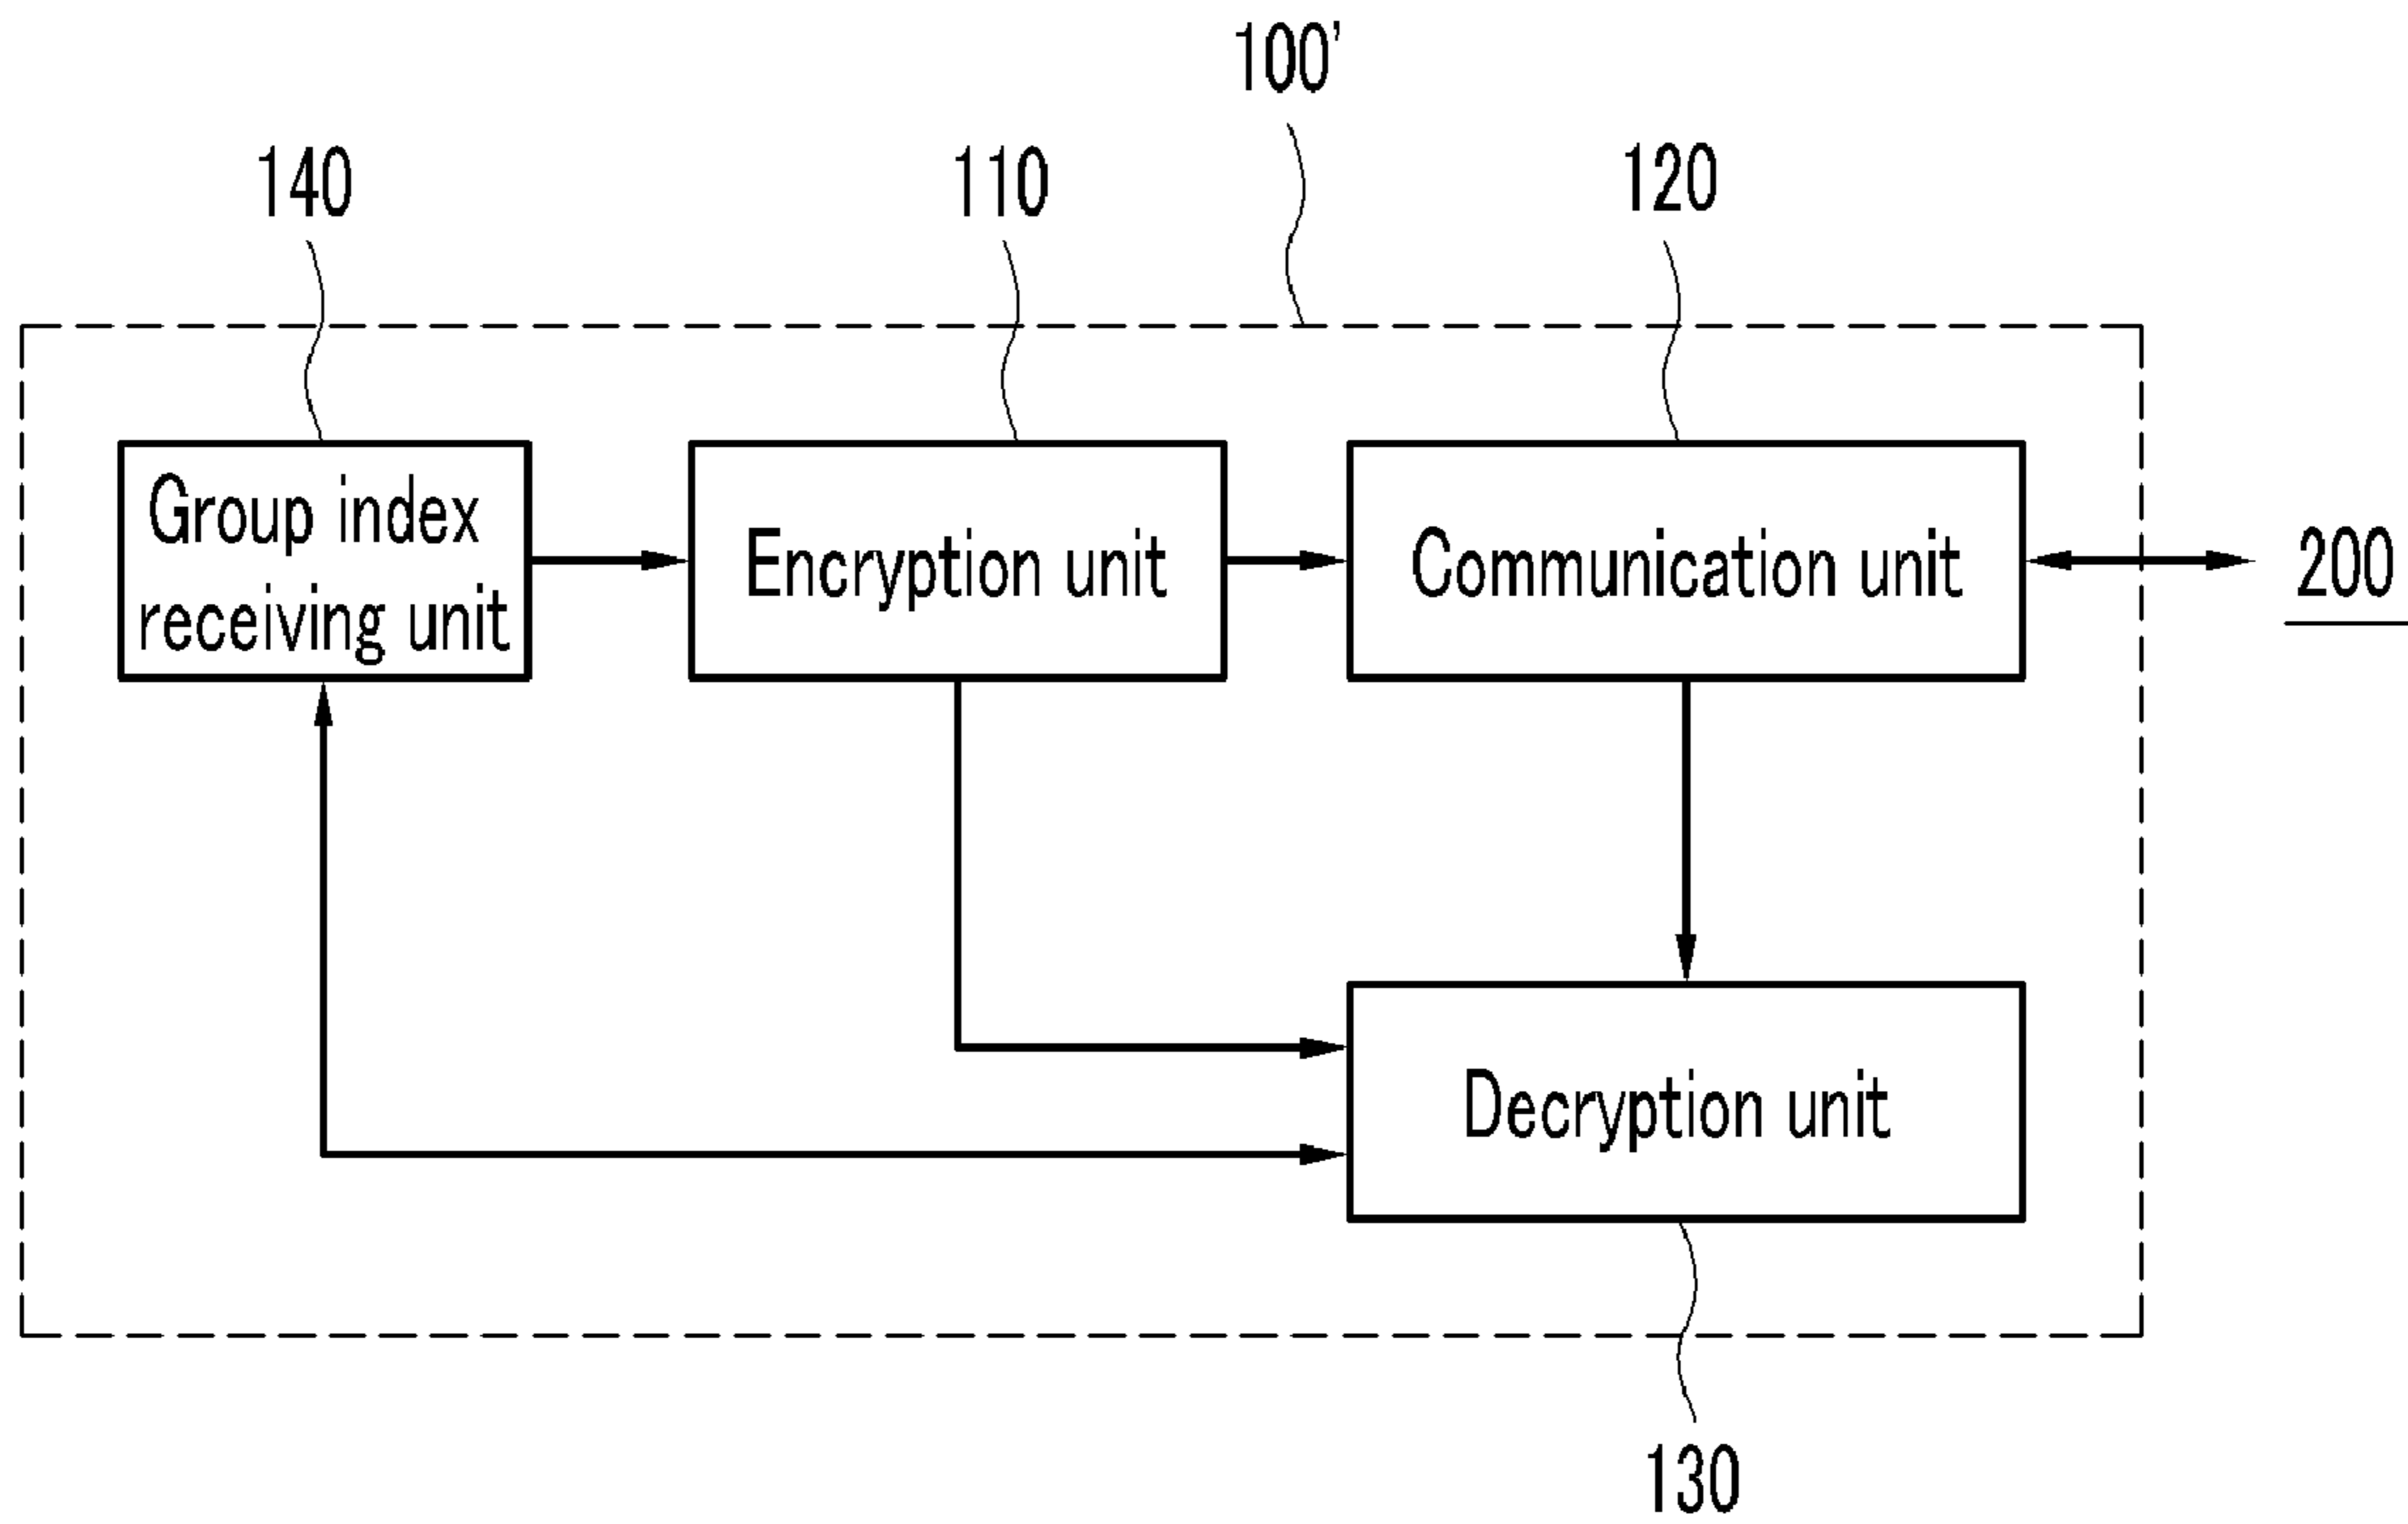 100'
140
110
120
Group index
receiving unit
Encryption unit
Communication unit
200
Decryption unit
130